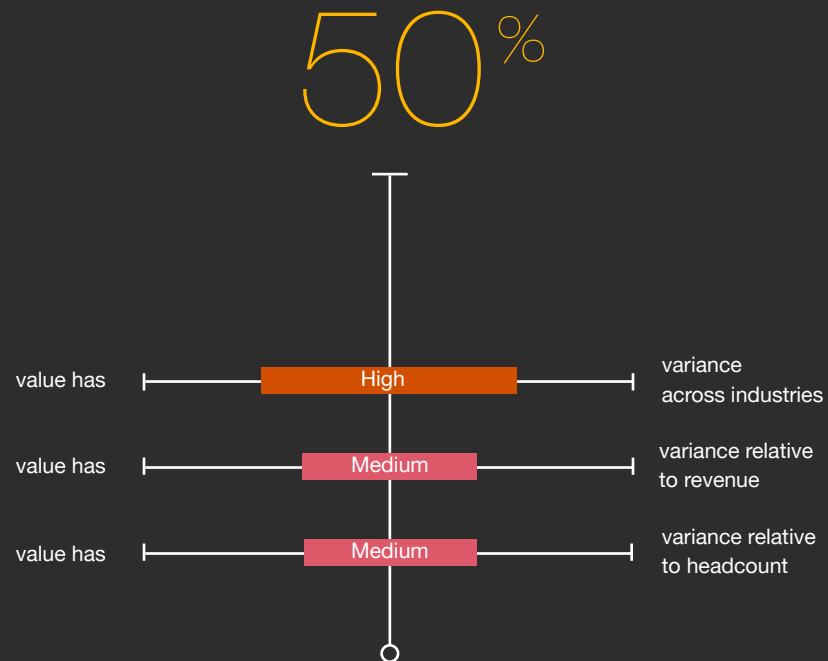 50%
value has
High
variance
across industries
value has
Medium
variance relative
to revenue
value has
Medium
variance relative
to headcount